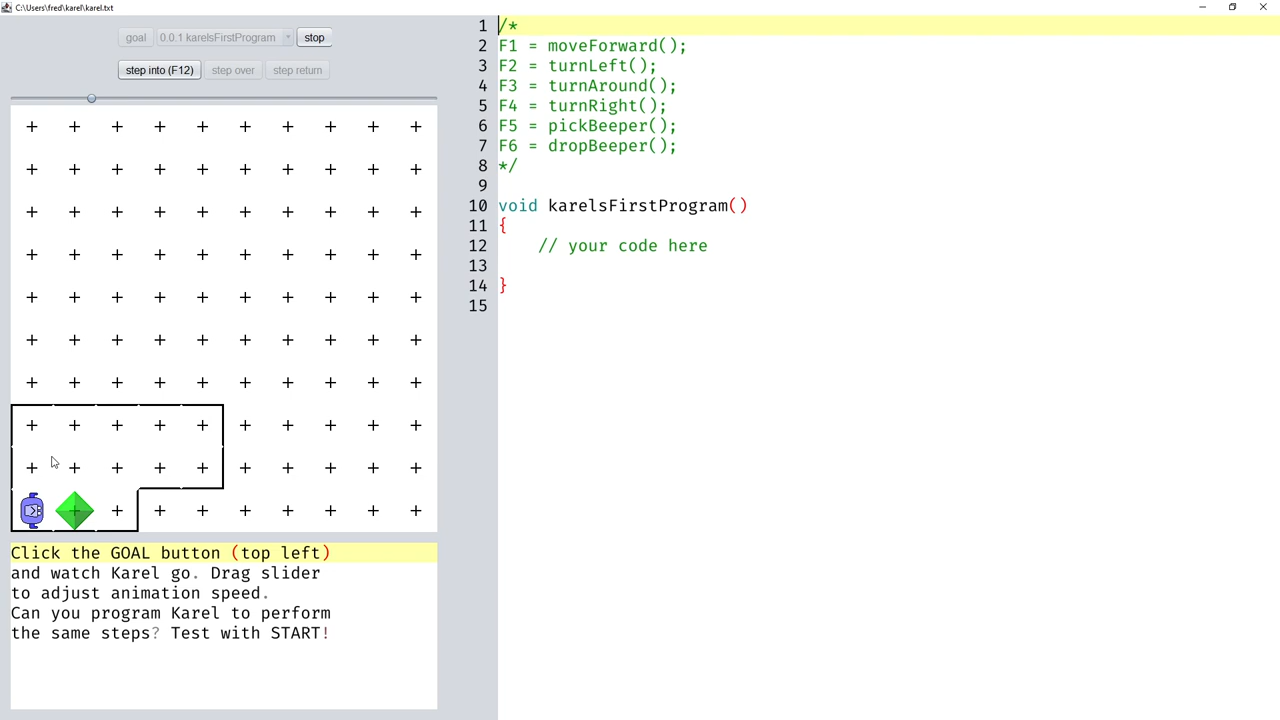 C:\Users\fred\karel\karel.txt
goal 0.0.1 karelsFirstProgram stop
step into (F12) step over step return
1 /*
2 F1 = moveForward();
3 F2 = turnLeft();
4 F3 = turnAround();
5 F4 = turnRight();
6 F5 = pickBeeper();
7 F6 = dropBeeper();
8 */
9
10 void karelsFirstProgram()
11 {
12 // your code here
13
14 }
15
Click the GOAL button (top left)
and watch Karel go. Drag slider
to adjust animation speed.
Can you program Karel to perform
the same steps? Test with START!